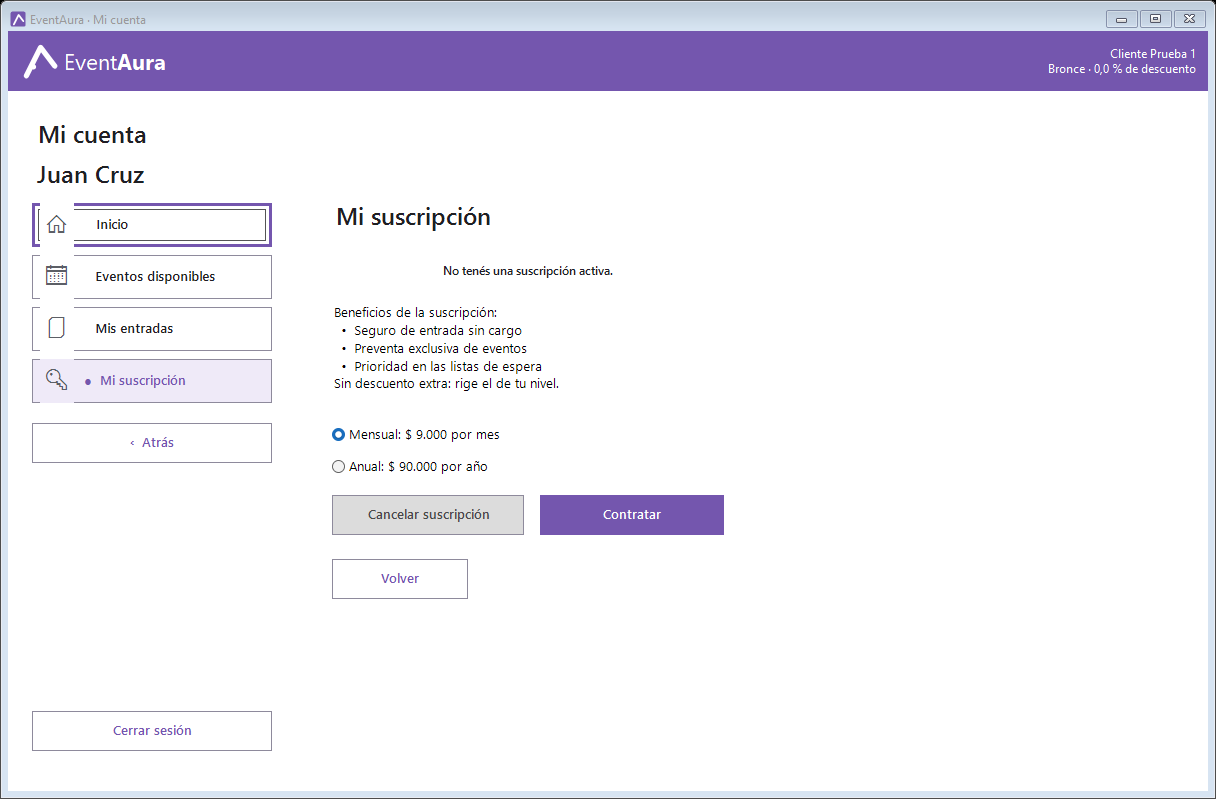 EventAura · Mi cuenta
EventAura
Cliente Prueba 1
Bronce · 0,0 % de descuento
Mi cuenta
Juan Cruz
Inicio
Eventos disponibles
Mis entradas
● Mi suscripción
‹ Atrás
Cerrar sesión
Mi suscripción
No tenés una suscripción activa.
Beneficios de la suscripción:
• Seguro de entrada sin cargo
• Preventa exclusiva de eventos
• Prioridad en las listas de espera
Sin descuento extra: rige el de tu nivel.
Mensual: $ 9.000 por mes
Anual: $ 90.000 por año
Cancelar suscripción
Contratar
Volver